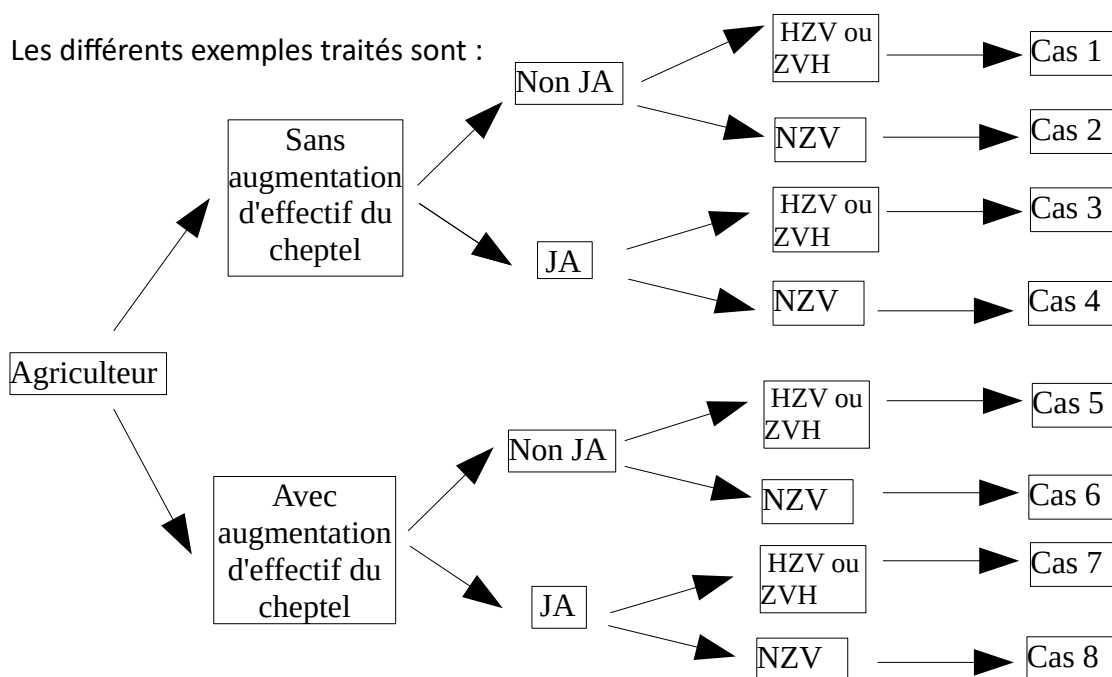 Les différents exemples traités sont :
Agriculteur
Sans
augmentation
d'effectif du
cheptel
Non JA
HZV ou
ZVH
Cas 1
NZV
Cas 2
JA
HZV ou
ZVH
Cas 3
NZV
Cas 4
Avec
augmentation
d'effectif du
cheptel
Non JA
HZV ou
ZVH
Cas 5
NZV
Cas 6
JA
HZV ou
ZVH
Cas 7
NZV
Cas 8